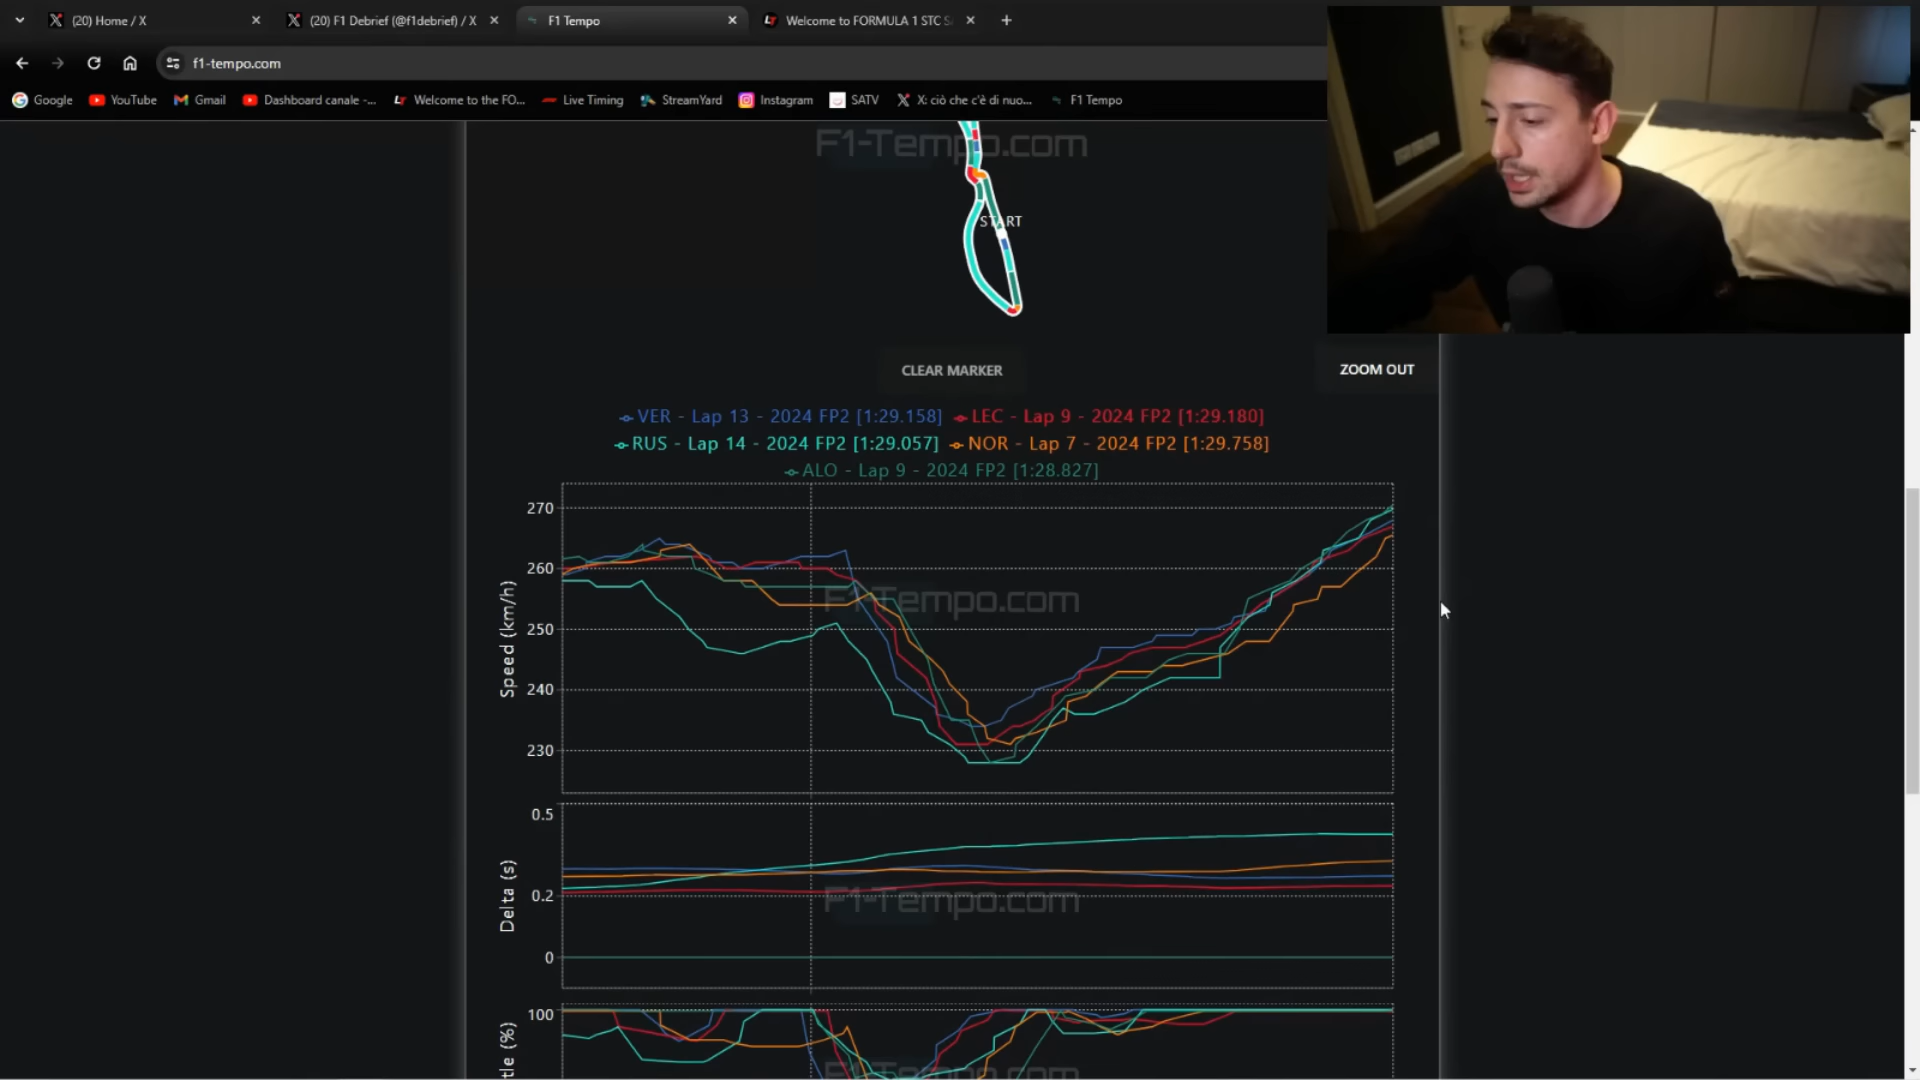 (20) Home / X
(20) F1 Debrief (@f1debrief) / X
F1 Tempo
Welcome to FORMULA 1 STC S
f1-tempo.com
Google
YouTube
Gmail
Dashboard canale -...
Welcome to the FO...
Live Timing
StreamYard
Instagram
SATV
X: ciò che c'è di nuo...
F1 Tempo
F1-Tempo.com
START
CLEAR MARKER
ZOOM OUT
VER - Lap 13 - 2024 FP2 [1:29.158]
LEC - Lap 9 - 2024 FP2 [1:29.180]
RUS - Lap 14 - 2024 FP2 [1:29.057]
NOR - Lap 7 - 2024 FP2 [1:29.758]
ALO - Lap 9 - 2024 FP2 [1:28.827]
Speed (km/h)
270
260
250
240
230
F1-Tempo.com
Delta (s)
0.5
0.2
0
F1-Tempo.com
tle (%)
100
F1-Tempo.com